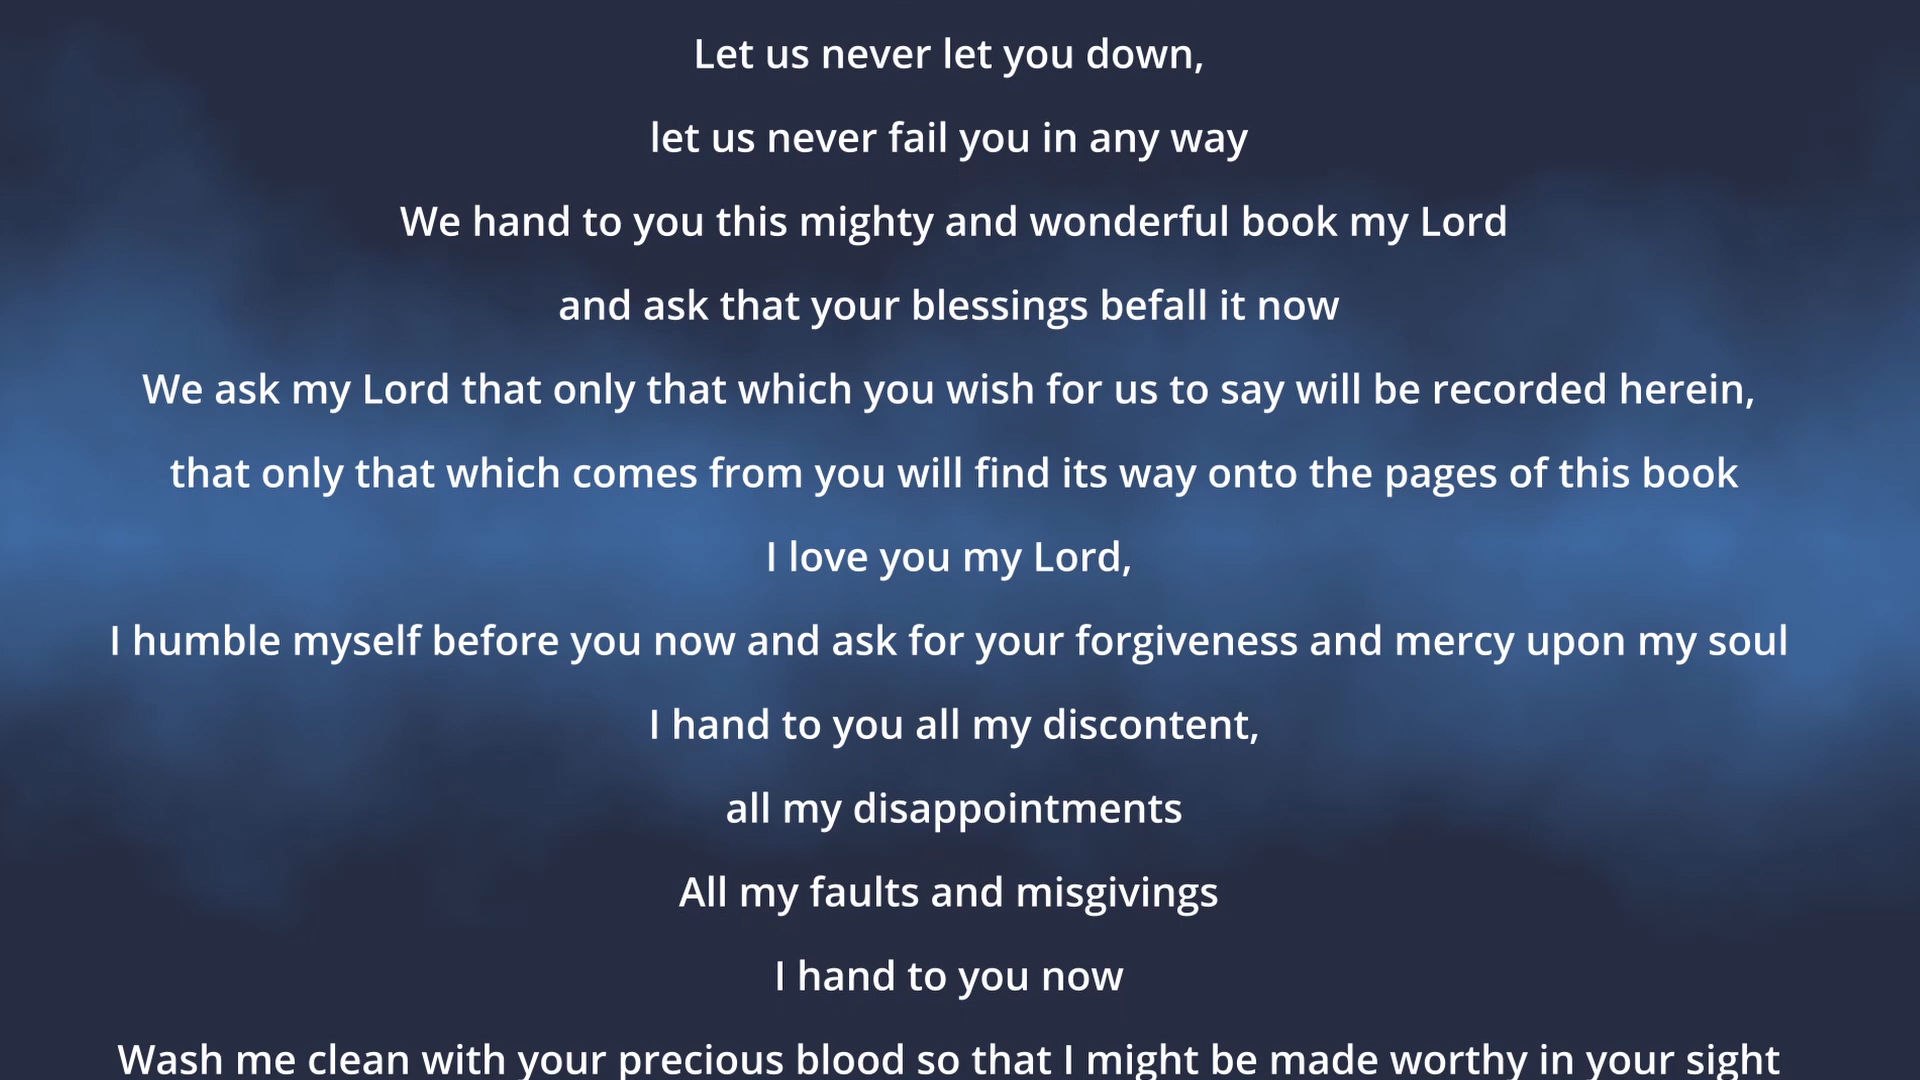 Let us never let you down,
let us never fail you in any way
We hand to you this mighty and wonderful book my Lord
and ask that your blessings befall it now
We ask my Lord that only that which you wish for us to say will be recorded herein,
that only that which comes from you will find its way onto the pages of this book
I love you my Lord,
I humble myself before you now and ask for your forgiveness and mercy upon my soul
I hand to you all my discontent,
all my disappointments
All my faults and misgivings
I hand to you now
Wash me clean with your precious blood so that I might be made worthy in your sight